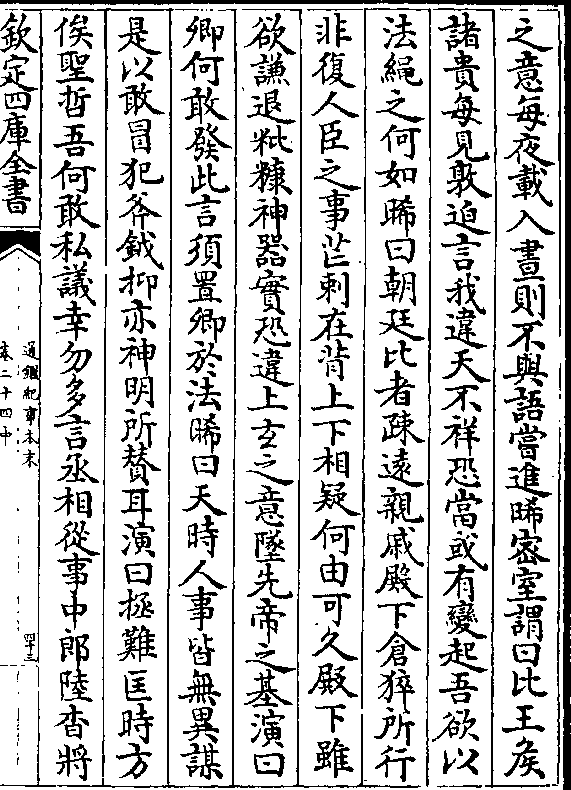 之意每夜載入晝則不與語嘗進晞密室謂曰比王矦
諸貴每見敦迫言我違天不祥恐當或有變起吾欲以
法繩之何如晞曰朝廷比者疎遠親戚殿下倉猝所行
非復人臣之事芒刺在背上下相疑何由可久殿下雖
欲謙退粃糠神器實恐違上玄之意墜先帝之基演曰
卿何敢發此言須置卿於法晞曰天時人事皆無異謀
是以敢冒犯斧鉞抑亦神明所賛耳演曰拯難匡時方
俟聖哲吾何敢私議幸勿多言丞相從事中郎陸杳將
欽定四庫全書
通鑑紀事本末
卷二十四中
四十三